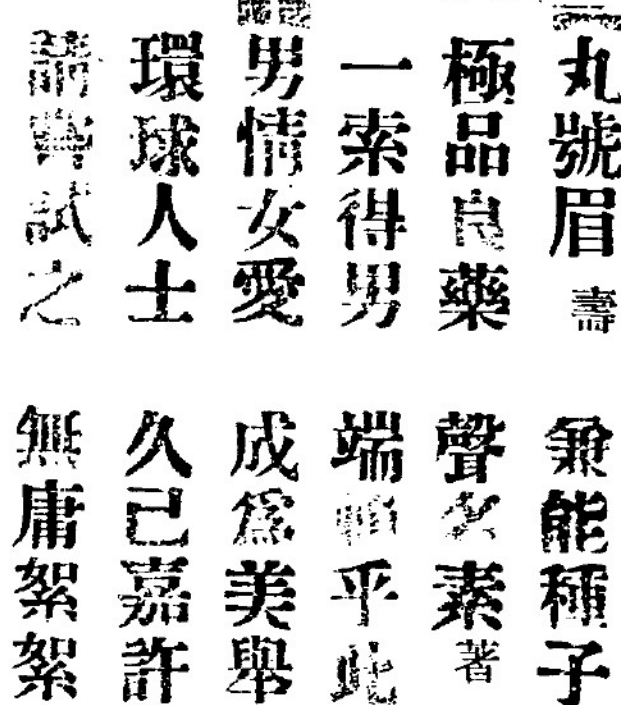 丸號眉壽
兼能種子
極品良藥
聲名素著
一索得男
端賴乎此
男情女愛
成爲美舉
環球人士
久己嘉許
請嘗試之
無庸絮絮